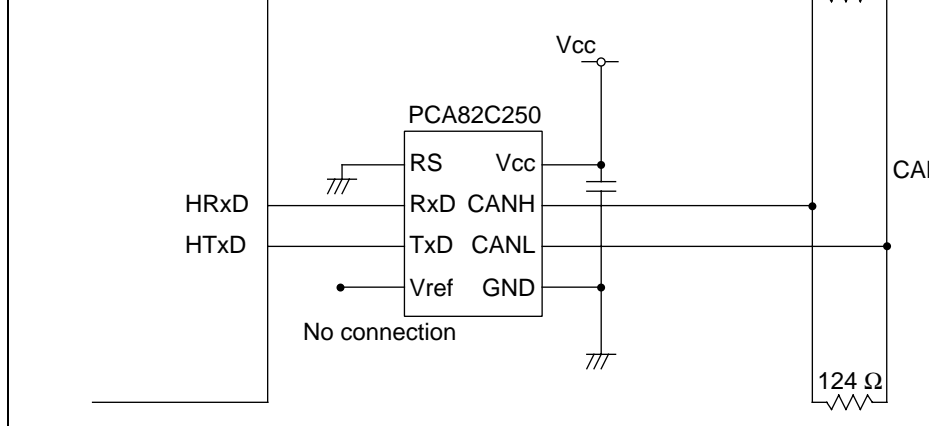 Vcc
PCA82C250
RS Vcc
HRxD RxD CANH
HTxD TxD CANL
Vref GND
No connection
124 Ω